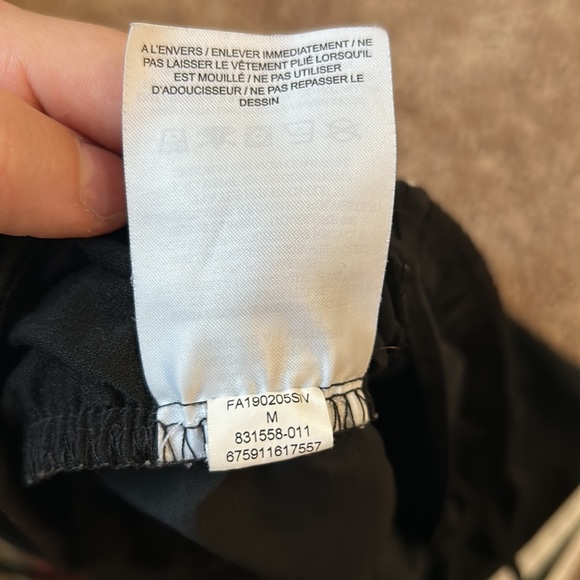 A L'ENVERS / ENLEVER IMMEDIATEMENT / NE
PAS LAISSER LE VÊTEMENT PLIÉ LORSQU'IL
EST MOUILLÉ / NE PAS UTILISER
D'ADOUCISSEUR / NE PAS REPASSER LE
DESSIN
FA190205SIV
M
831558-011
675911617557